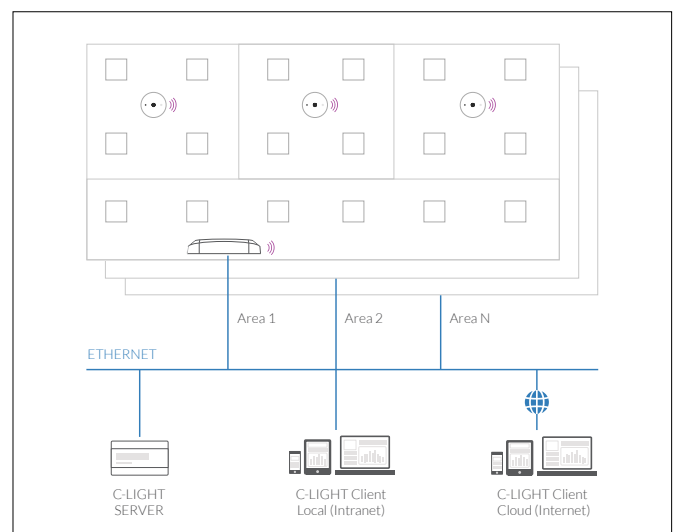 Area 1
Area 2
Area N
ETHERNET
C-LIGHT
SERVER
C-LIGHT Client
Local (Intranet)
C-LIGHT Client
Cloud (Internet)